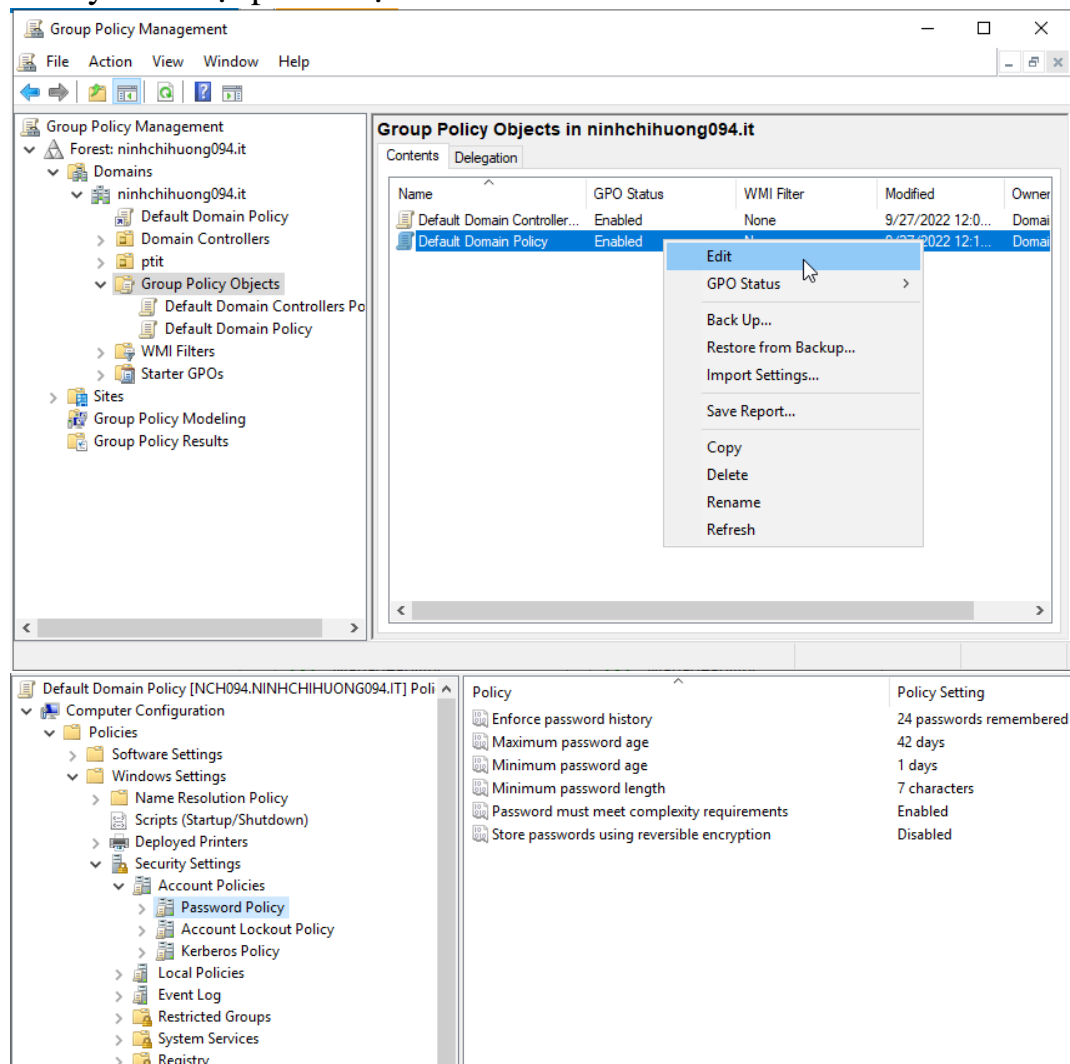 Group Policy Management
File Action View Window Help
Group Policy Management
Forest: ninhchihuong094.it
Domains
ninhchihuong094.it
Default Domain Policy
Domain Controllers
ptit
Group Policy Objects
Default Domain Controllers Po
Default Domain Policy
WMI Filters
Starter GPOs
Sites
Group Policy Modeling
Group Policy Results
Group Policy Objects in ninhchihuong094.it
Contents Delegation
Name GPO Status WMI Filter Modified Owner
Default Domain Controller... Enabled None 9/27/2022 12:0... Domai
Default Domain Policy Enabled 9/27/2022 12:1... Domai
Edit
GPO Status
Back Up...
Restore from Backup...
Import Settings...
Save Report...
Copy
Delete
Rename
Refresh
Default Domain Policy [NCH094.NINHCHIHUONG094.IT] Poli
Computer Configuration
Policies
Software Settings
Windows Settings
Name Resolution Policy
Scripts (Startup/Shutdown)
Deployed Printers
Security Settings
Account Policies
Password Policy
Account Lockout Policy
Kerberos Policy
Local Policies
Event Log
Restricted Groups
System Services
Registry
Policy Policy Setting
Enforce password history 24 passwords remembered
Maximum password age 42 days
Minimum password age 1 days
Minimum password length 7 characters
Password must meet complexity requirements Enabled
Store passwords using reversible encryption Disabled